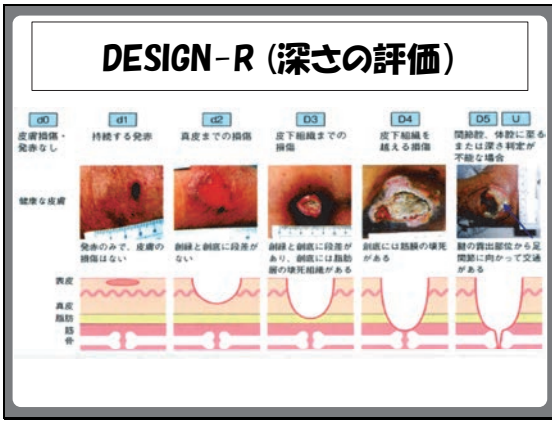 DESIGN-R (深さの評価)
d0
皮膚損傷・
発赤なし
d1
持続する発赤
d2
真皮までの損傷
D3
皮下組織までの
損傷
D4
皮下組織を
越える損傷
D5 U
関節腔、体腔に至る
または深さ判定が
不能な場合
健康な皮膚
発赤のみで、皮膚の
損傷はない
創縁と創底に段差が
ない
創縁と創底に段差が
あり、創底には脂肪
層の壊死組織がある
創底には筋膜の壊死
がある
腱の露出部位から足
関節に向かって交通
がある
表皮
真皮
脂肪
筋
骨